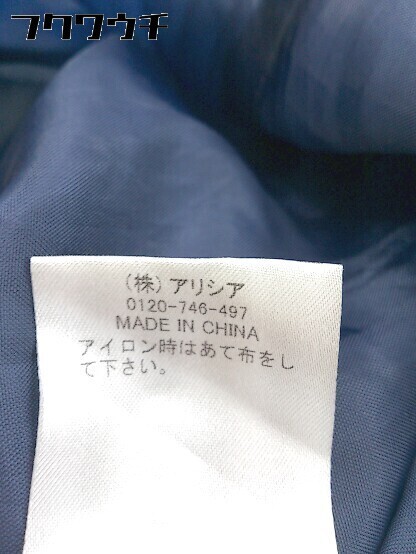 フクワウチ
(株)アリシア
0120-746-497
MADE IN CHINA
アイロン時はあて布をし
て下さい。